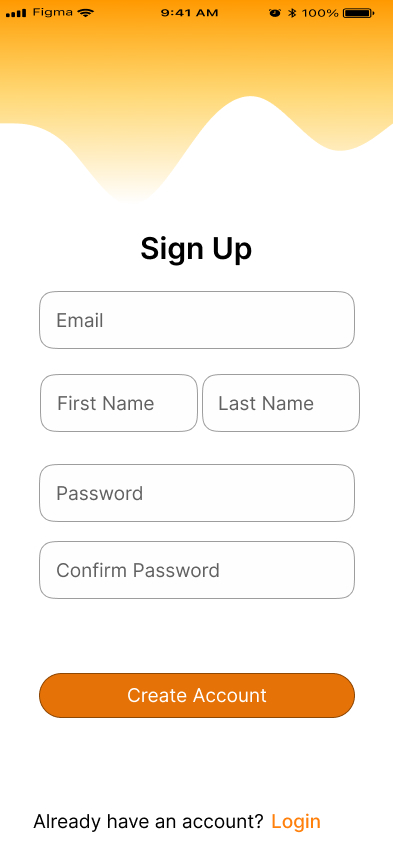 Figma 9:41 AM 100%
Sign Up
Email
First Name Last Name
Password
Confirm Password
Create Account
Already have an account? Login